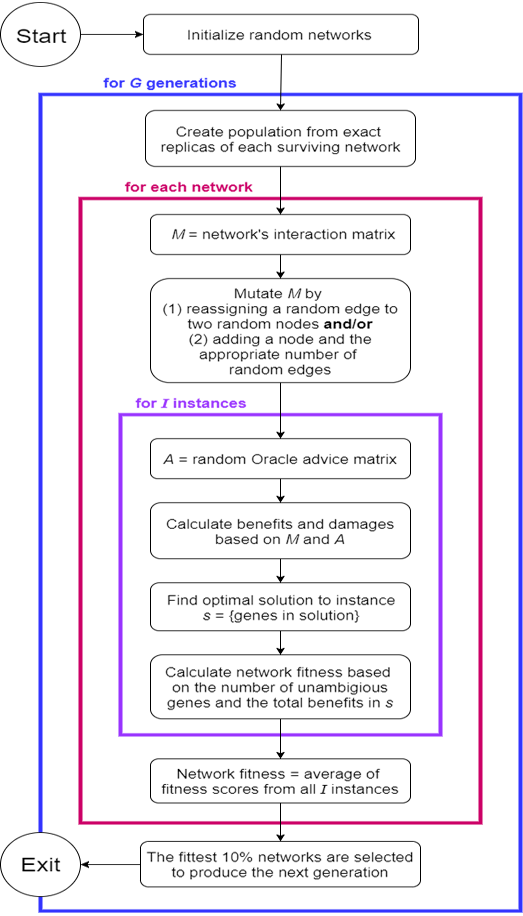 Start
Initialize random networks
for G generations
Create population from exact
replicas of each surviving network
for each network
M = network's interaction matrix
Mutate M by
(1) reassigning a random edge to
two random nodes and/or
(2) adding a node and the
appropriate number of
random edges
for I instances
A = random Oracle advice matrix
Calculate benefits and damages
based on M and A
Find optimal solution to instance
s = {genes in solution}
Calculate network fitness based
on the number of unambigious
genes and the total benefits in s
Network fitness = average of
fitness scores from all I instances
Exit
The fittest 10% networks are selected
to produce the next generation